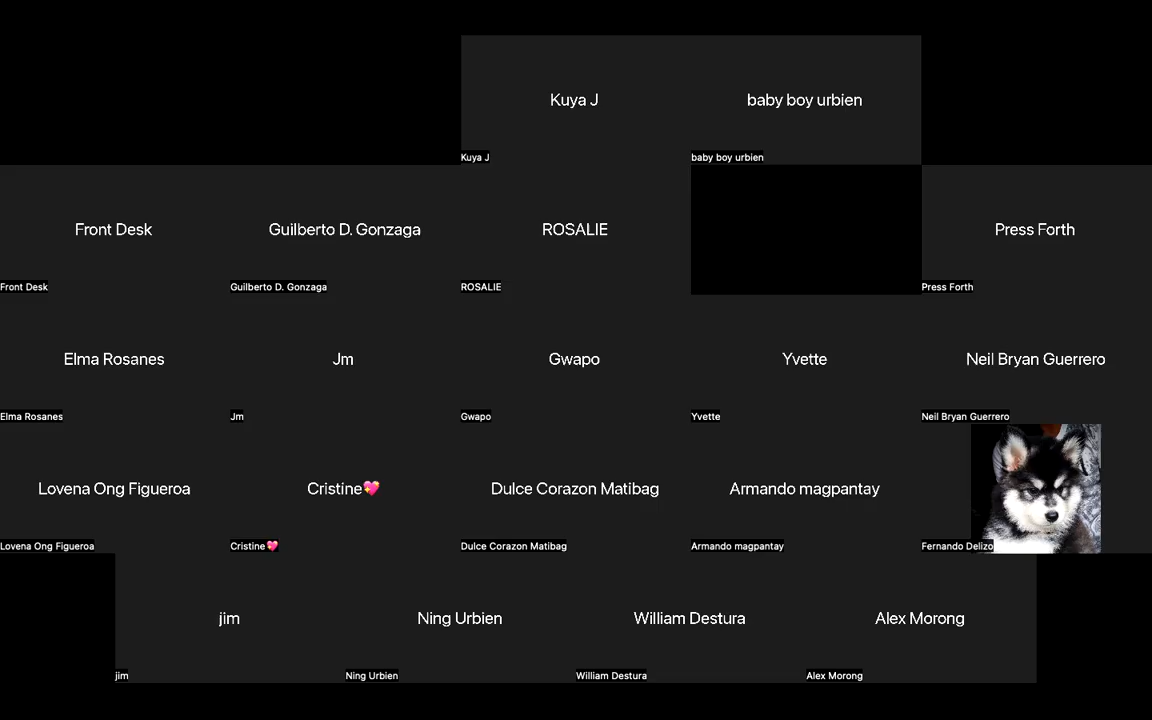 Kuya J
baby boy urbien
Kuya J
baby boy urbien
Front Desk
Guilberto D. Gonzaga
ROSALIE
Press Forth
Front Desk
Guilberto D. Gonzaga
ROSALIE
Press Forth
Elma Rosanes
Jm
Gwapo
Yvette
Neil Bryan Guerrero
Elma Rosanes
Jm
Gwapo
Yvette
Neil Bryan Guerrero
Lovena Ong Figueroa
Cristine💖
Dulce Corazon Matibag
Armando magpantay
Lovena Ong Figueroa
Cristine💖
Dulce Corazon Matibag
Armando magpantay
Fernando Delizo
jim
Ning Urbien
William Destura
Alex Morong
jim
Ning Urbien
William Destura
Alex Morong